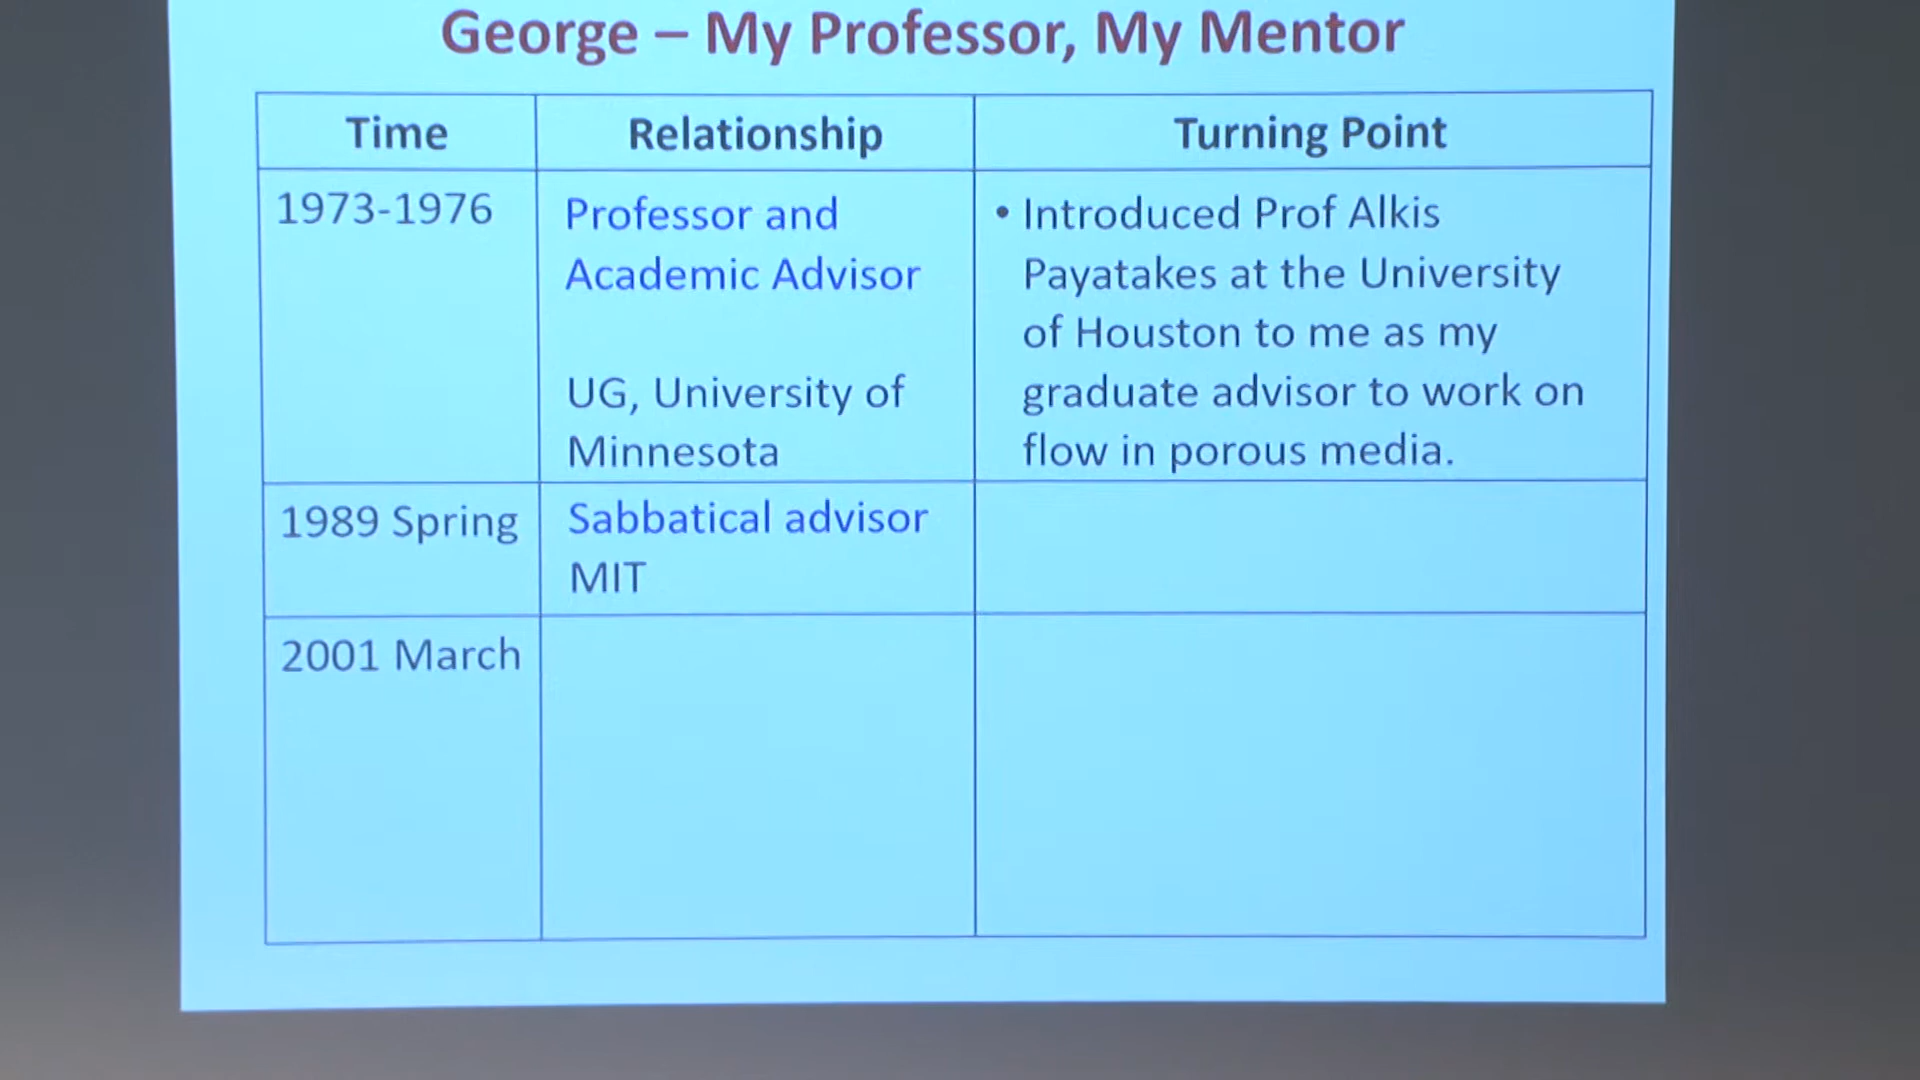 George – My Professor, My Mentor
Time
Relationship
Turning Point
1973-1976
Professor and
Academic Advisor
UG, University of
Minnesota
• Introduced Prof Alkis
Payatakes at the University
of Houston to me as my
graduate advisor to work on
flow in porous media.
1989 Spring
Sabbatical advisor
MIT
2001 March